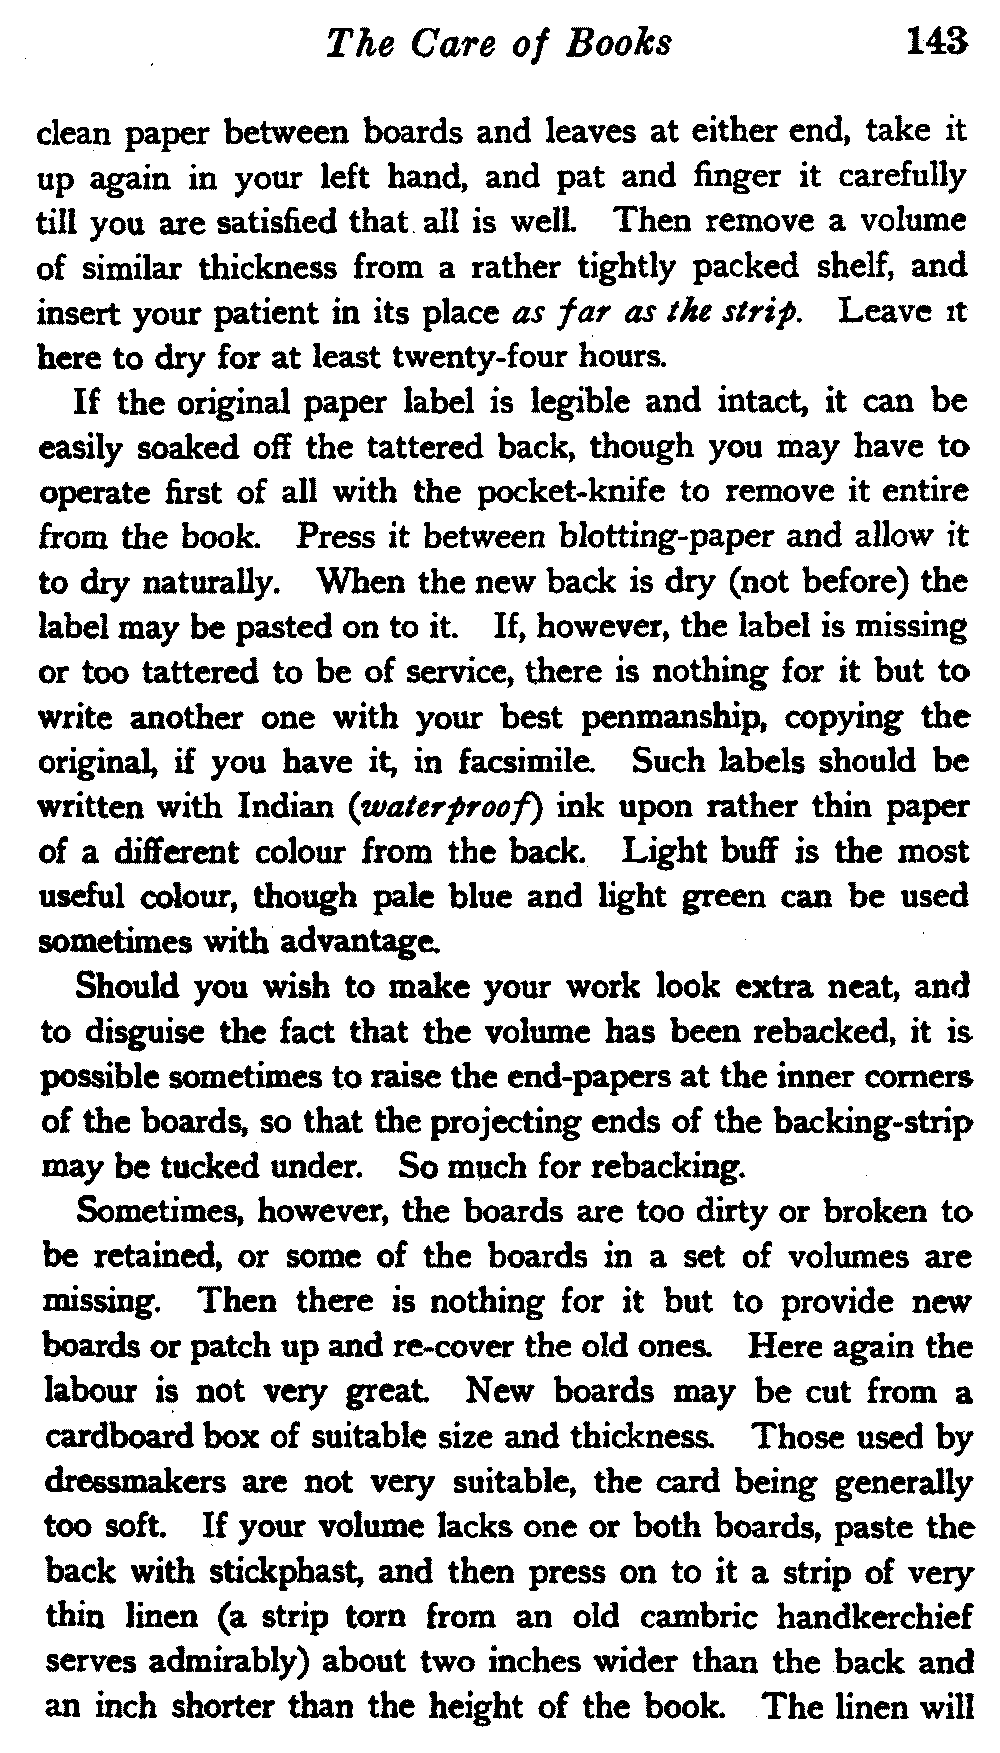 The Care of Books 143
clean paper between boards and leaves at either end, take it
up again in your left hand, and pat and finger it carefully
till you are satisfied that all is well. Then remove a volume
of similar thickness from a rather tightly packed shelf, and
insert your patient in its place as far as the strip. Leave it
here to dry for at least twenty-four hours.
If the original paper label is legible and intact, it can be
easily soaked off the tattered back, though you may have to
operate first of all with the pocket-knife to remove it entire
from the book. Press it between blotting-paper and allow it
to dry naturally. When the new back is dry (not before) the
label may be pasted on to it. If, however, the label is missing
or too tattered to be of service, there is nothing for it but to
write another one with your best penmanship, copying the
original, if you have it, in facsimile. Such labels should be
written with Indian (waterproof) ink upon rather thin paper
of a different colour from the back. Light buff is the most
useful colour, though pale blue and light green can be used
sometimes with advantage.
Should you wish to make your work look extra neat, and
to disguise the fact that the volume has been rebacked, it is
possible sometimes to raise the end-papers at the inner corners
of the boards, so that the projecting ends of the backing-strip
may be tucked under. So much for rebacking.
Sometimes, however, the boards are too dirty or broken to
be retained, or some of the boards in a set of volumes are
missing. Then there is nothing for it but to provide new
boards or patch up and re-cover the old ones. Here again the
labour is not very great. New boards may be cut from a
cardboard box of suitable size and thickness. Those used by
dressmakers are not very suitable, the card being generally
too soft. If your volume lacks one or both boards, paste the
back with stickphast, and then press on to it a strip of very
thin linen (a strip torn from an old cambric handkerchief
serves admirably) about two inches wider than the back and
an inch shorter than the height of the book. The linen will